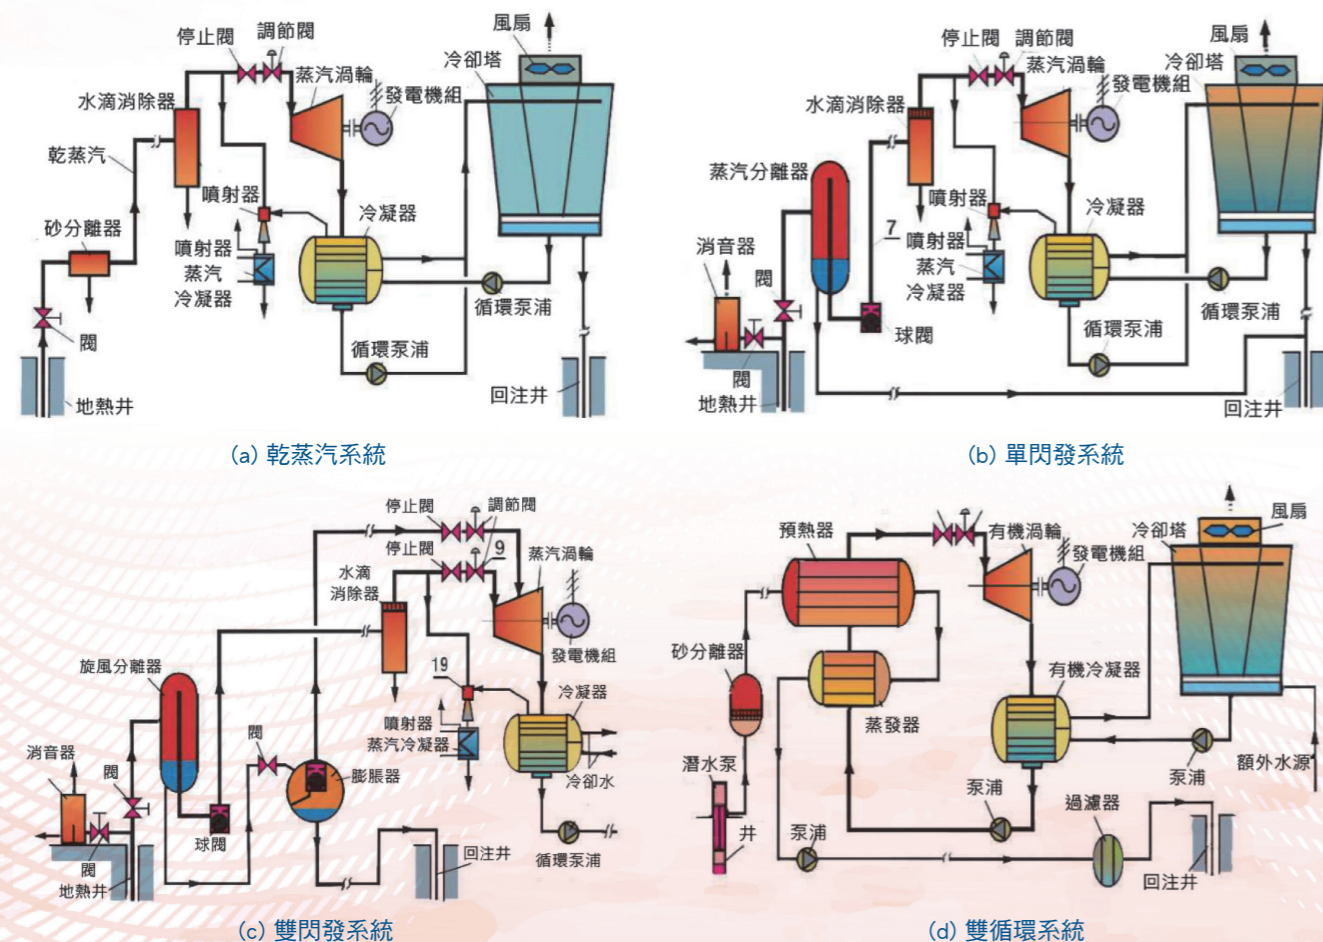 風扇
停止閥
調節閥
冷卻塔
蒸汽渦輪
水滴消除器
發電機組
乾蒸汽
噴射器
冷凝器
砂分離器
噴射器
蒸汽
冷凝器
循環泵浦
閥
循環泵浦
地熱井
回注井
(a) 乾蒸汽系統
風扇
停止閥
調節閥
冷卻塔
蒸汽渦輪
水滴消除器
發電機組
蒸汽分離器
噴射器
冷凝器
7
消音器
噴射器
閥
蒸汽
冷凝器
循環泵浦
球閥
循環泵浦
閥
地熱井
回注井
(b) 單閃發系統
停止閥
調節閥
停止閥
9
蒸汽渦輪
水滴
消除器
發電機組
旋風分離器
19
冷凝器
噴射器
蒸汽冷凝器
消音器
閥
閥
膨脹器
冷卻水
球閥
閥
循環泵浦
回注井
地熱井
(c) 雙閃發系統
風扇
預熱器
有機渦輪
冷卻塔
發電機組
砂分離器
有機冷凝器
蒸發器
潛水泵
泵浦
額外水源
泵浦
過濾器
井
泵浦
回注井
(d) 雙循環系統